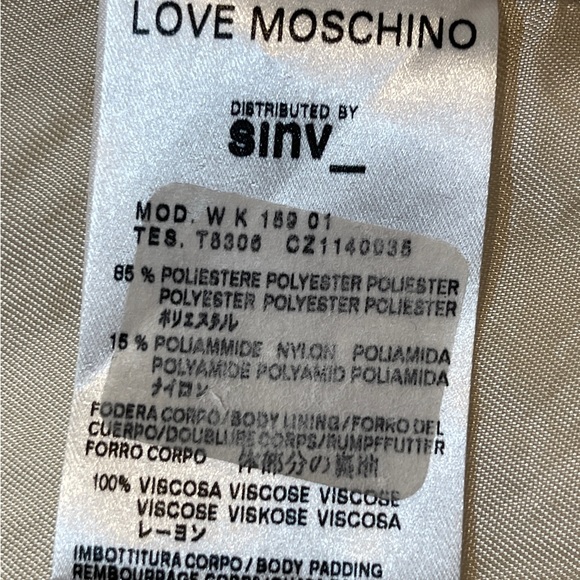 LOVE MOSCHINO
DISTRIBUTED BY
sinv_
MOD. W K 159 01
TES. T8306 CZ1140035
85 % POLIESTERE POLYESTER POLIESTER
POLYESTER POLYESTER POLIESTER
ポリエステル
15 % POLIAMMIDE NYLON POLIAMIDA
POLYAMIDE POLYAMID POLIAMIDA
ナイロン
FODERA CORPO/BODY LINING/FORRO DEL
CUERPO/DOUBLURE CORPS/RUMPFFUTTER
FORRO CORPO 体部分の裏地
100% VISCOSA VISCOSE VISCOSE
VISCOSE VISKOSE VISCOSA
レーヨン
IMBOTTITURA CORPO / BODY PADDING
REMBOURRAGE